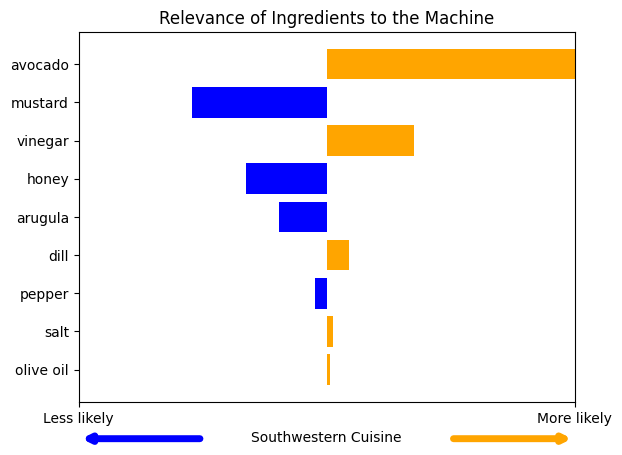 Relevance of Ingredients to the Machine
avocado
mustard
vinegar
honey
arugula
dill
pepper
salt
olive oil
Less likely
More likely
Southwestern Cuisine